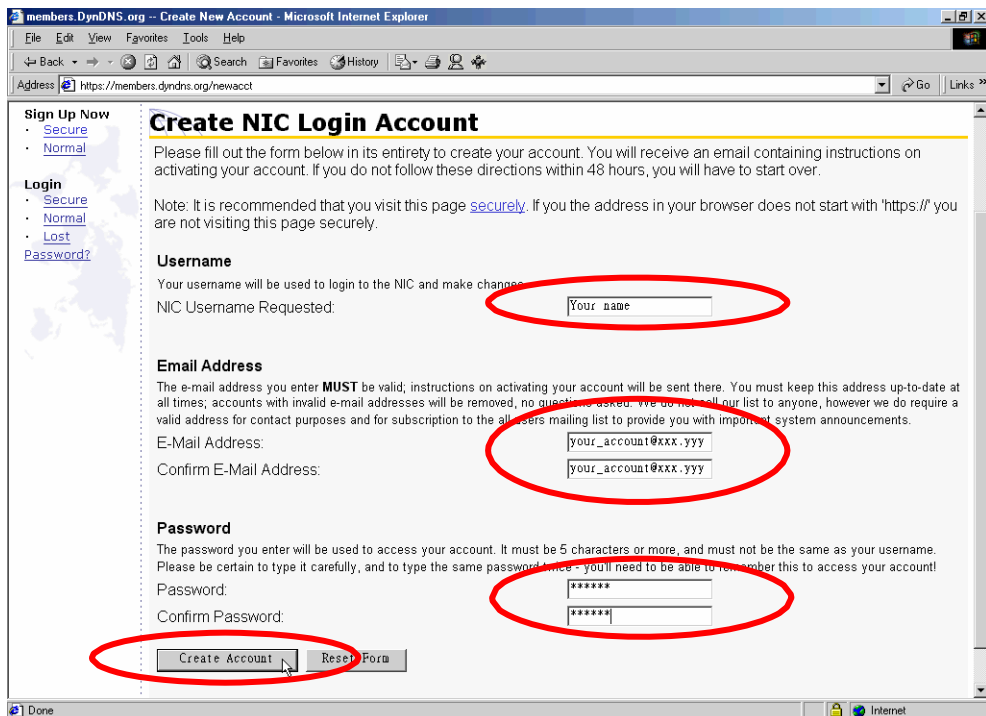 members.DynDNS.org -- Create New Account - Microsoft Internet Explorer
File Edit View Favorites Tools Help
Back Search Favorites History
Address https://members.dyndns.org/newacct Go Links »
Sign Up Now
· Secure
· Normal
Login
· Secure
· Normal
· Lost
Password?
Create NIC Login Account
Please fill out the form below in its entirety to create your account. You will receive an email containing instructions on
activating your account. If you do not follow these directions within 48 hours, you will have to start over.
Note: It is recommended that you visit this page securely. If you the address in your browser does not start with 'https://' you
are not visiting this page securely.
Username
Your username will be used to login to the NIC and make changes.
NIC Username Requested: Your name
Email Address
The e-mail address you enter MUST be valid; instructions on activating your account will be sent there. You must keep this address up-to-date at
all times; accounts with invalid e-mail addresses will be removed, no questions asked. We do not sell our list to anyone, however we do require a
valid address for contact purposes and for subscription to the all users mailing list to provide you with important system announcements.
E-Mail Address: your_account@xxx.yyy
Confirm E-Mail Address: your_account@xxx.yyy
Password
The password you enter will be used to access your account. It must be 5 characters or more, and must not be the same as your username.
Please be certain to type it carefully, and to type the same password twice - you'll need to be able to remember this to access your account!
Password: ******
Confirm Password: ******
Create Account Reset Form
Done Internet